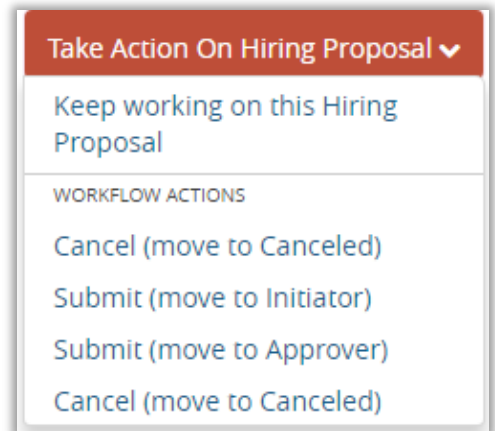 Take Action On Hiring Proposal
Keep working on this Hiring
Proposal
WORKFLOW ACTIONS
Cancel (move to Canceled)
Submit (move to Initiator)
Submit (move to Approver)
Cancel (move to Canceled)